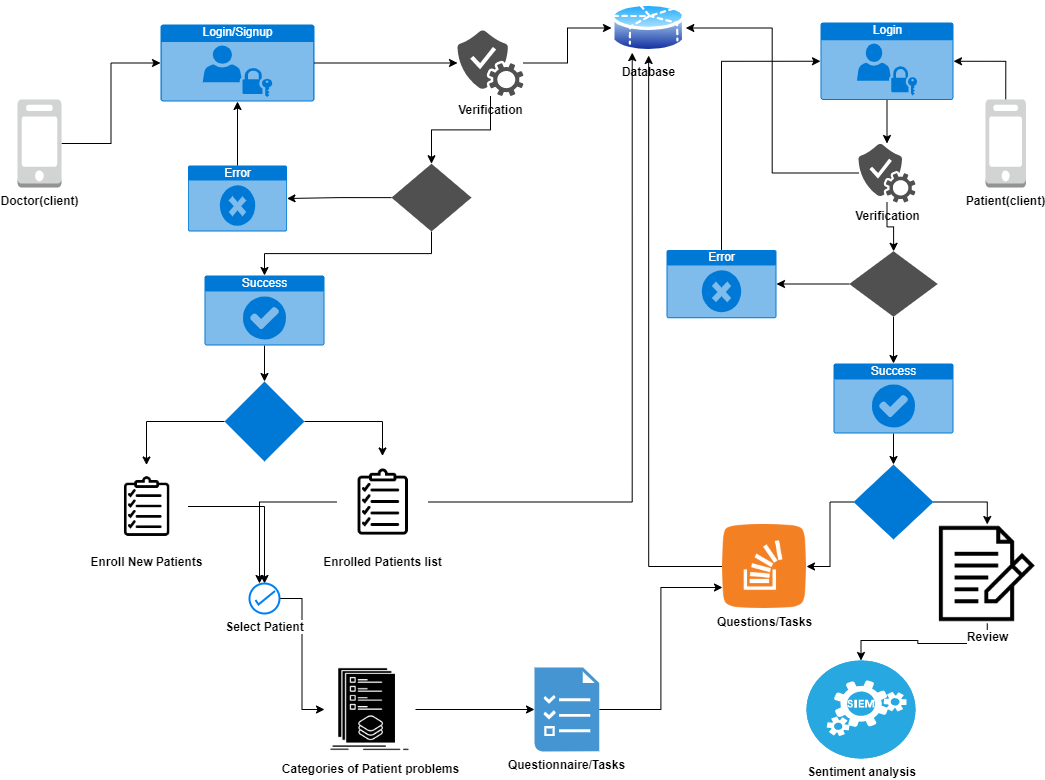 Login/Signup
Login
Database
Verification
Error
Doctor(client)
Patient(client)
Verification
Error
Success
Success
Enroll New Patients
Enrolled Patients list
Questions/Tasks
Select Patient
Review
SIEM
Categories of Patient problems
Questionnaire/Tasks
Sentiment analysis